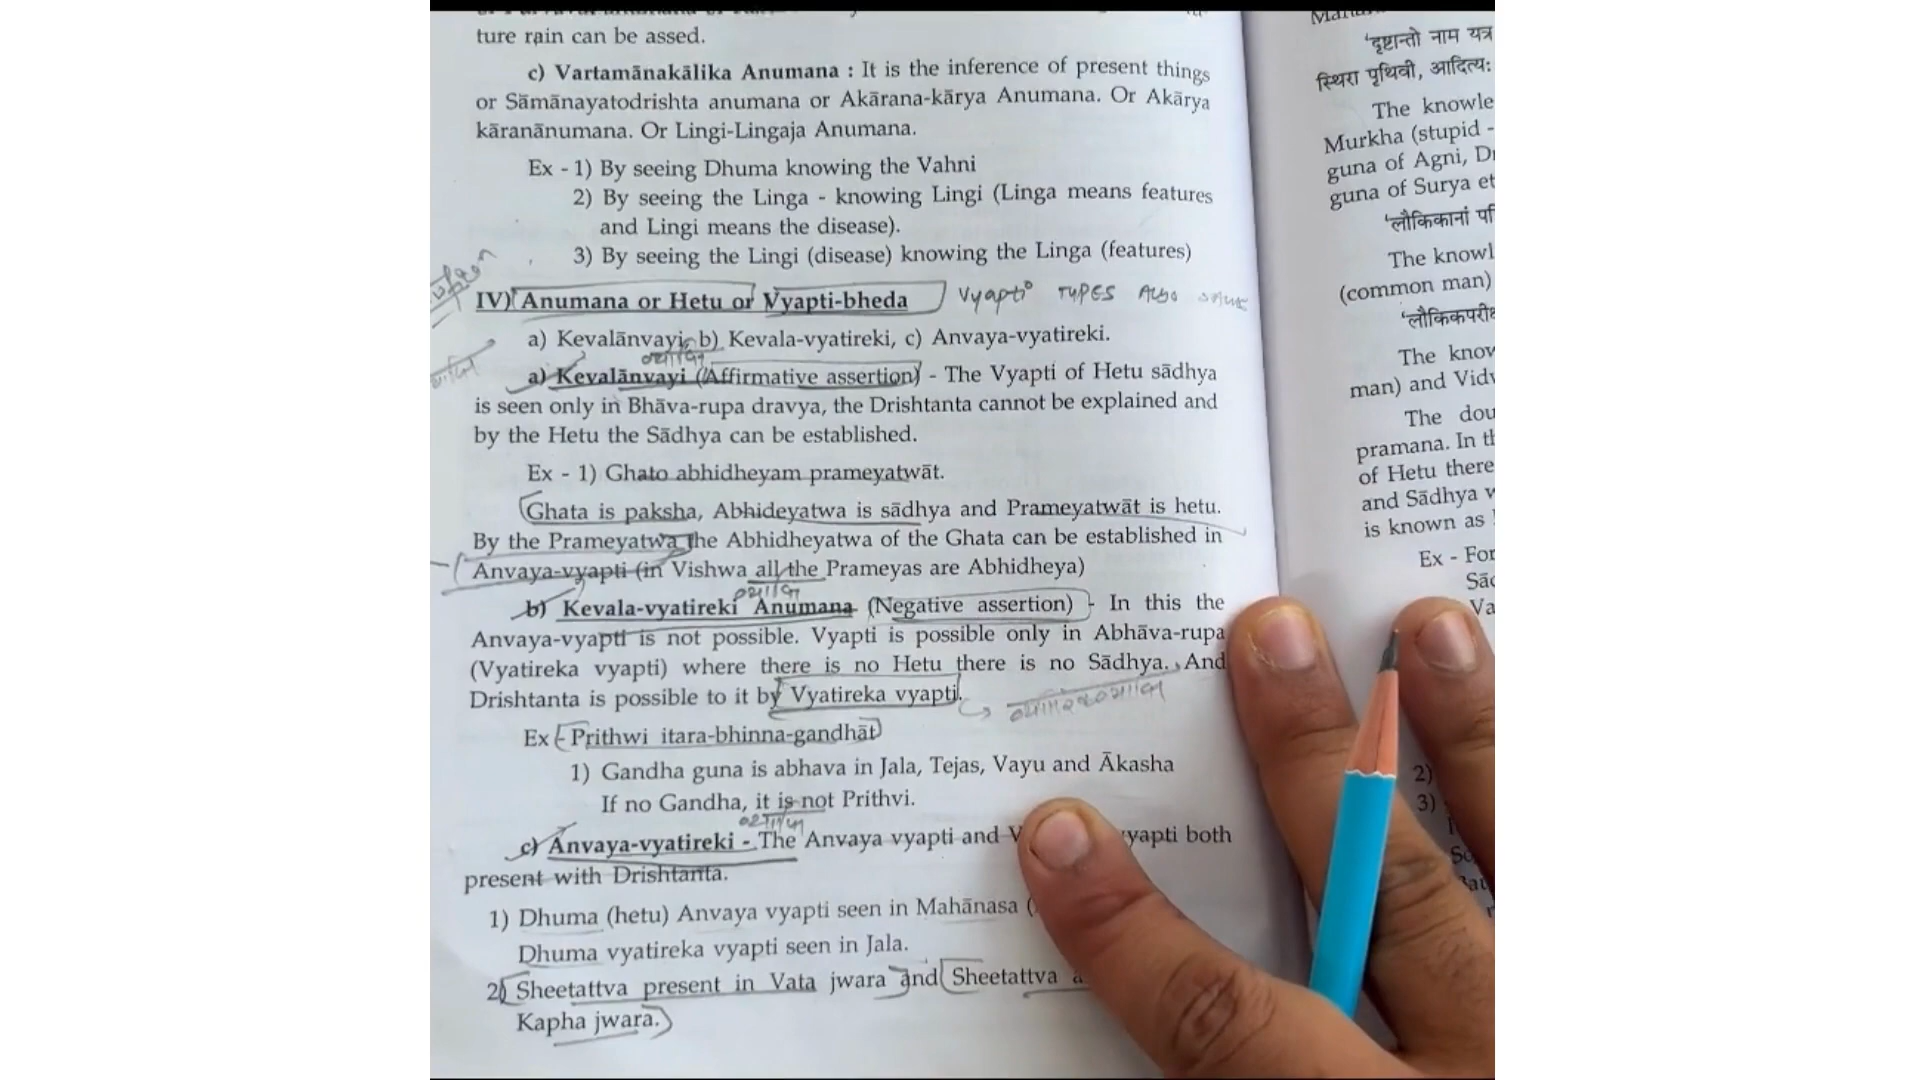 ture rain can be assed.
c) Vartamānakālika Anumana : It is the inference of present things
or Sāmānayatodrishta anumana or Akārana-kārya Anumana. Or Akārya
kāranānumana. Or Lingi-Lingaja Anumana.
Ex - 1) By seeing Dhuma knowing the Vahni
2) By seeing the Linga - knowing Lingi (Linga means features
and Lingi means the disease).
3) By seeing the Lingi (disease) knowing the Linga (features)
IV) Anumana or Hetu or Vyapti-bheda Vyapti TYPES Also
a) Kevalānvayi, b) Kevala-vyatireki, c) Anvaya-vyatireki.
a) Kevalānvayi (Affirmative assertion) - The Vyapti of Hetu sādhya
is seen only in Bhāva-rupa dravya, the Drishtanta cannot be explained and
by the Hetu the Sādhya can be established.
Ex - 1) Ghato abhidheyam prameyatwāt.
Ghata is paksha, Abhideyatwa is sādhya and Prameyatwāt is hetu.
By the Prameyatwa the Abhidheyatwa of the Ghata can be established in
Anvaya-vyapti (in Vishwa all the Prameyas are Abhidheya)
b) Kevala-vyatireki Anumana (Negative assertion) - In this the
Anvaya-vyapti is not possible. Vyapti is possible only in Abhāva-rupa
(Vyatireka vyapti) where there is no Hetu there is no Sādhya. And
Drishtanta is possible to it by Vyatireka vyapti.
Ex - Prithwi itara-bhinna-gandhāt
1) Gandha guna is abhava in Jala, Tejas, Vayu and Ākasha
If no Gandha, it is not Prithvi.
c) Anvaya-vyatireki - The Anvaya vyapti and V yapti both
present with Drishtanta.
1) Dhuma (hetu) Anvaya vyapti seen in Mahānasa (
Dhuma vyatireka vyapti seen in Jala.
2) Sheetattva present in Vata jwara and Sheetattva a
Kapha jwara.
'दृष्टान्तो नाम यत्र
स्थिरा पृथिवी, आदित्यः
The knowle
Murkha (stupid -
guna of Agni, D
guna of Surya et
'लौकिकानां
The knowl
(common man)
The know
man) and Vid
The dou
pramana. In th
of Hetu there
and Sādhya
is known as
Ex - For
Sād
Va
2)
3)